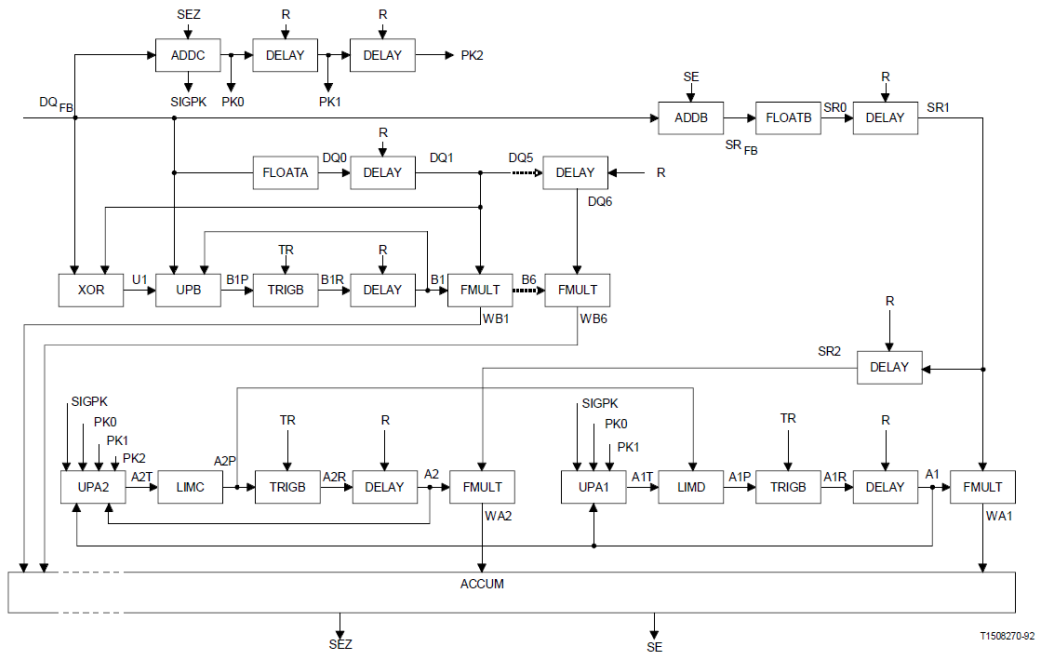 SEZ R R
ADDC DELAY DELAY PK2
SIGPK PK0 PK1
DQ FB
SE R
ADDB FLOATB SR0 DELAY SR1
SR FB
R
FLOATA DQ0 DELAY DQ1 DQ5 DELAY R
DQ6
TR R
XOR U1 UPB B1P TRIGB B1R DELAY B1 FMULT B6 FMULT
WB1 WB6
R
SR2 DELAY
SIGPK PK0 PK1 PK2 TR R
UPA2 A2T LIMC A2P TRIGB A2R DELAY A2 FMULT
WA2
SIGPK PK0 PK1 TR R
UPA1 A1T LIMD A1P TRIGB A1R DELAY A1 FMULT
WA1
ACCUM
SEZ SE
T1508270-92